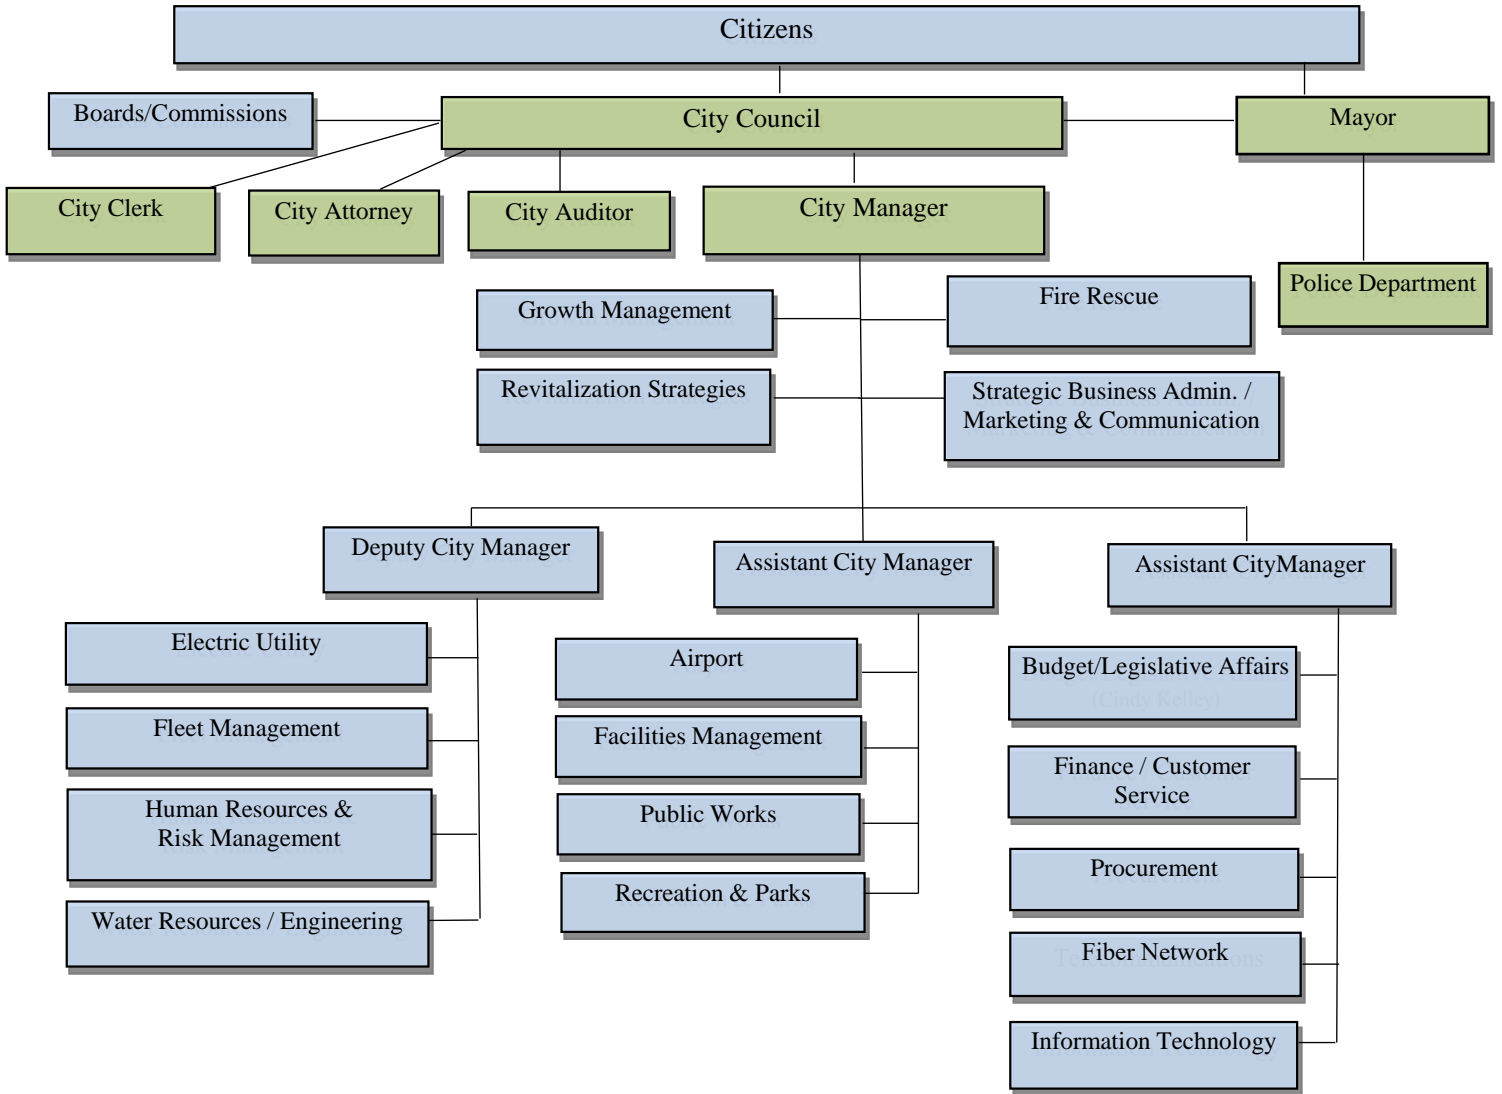 Citizens
Boards/Commissions
City Council
Mayor
City Clerk
City Attorney
City Auditor
City Manager
Police Department
Growth Management
Fire Rescue
Revitalization Strategies
Strategic Business Admin. /
Marketing & Communication
Deputy City Manager
Assistant City Manager
Assistant CityManager
Electric Utility
Fleet Management
Human Resources &
Risk Management
Water Resources / Engineering
Airport
Facilities Management
Public Works
Recreation & Parks
Budget/Legislative Affairs
(Cindy Kelley)
Finance / Customer
Service
Procurement
Fiber Network
Information Technology